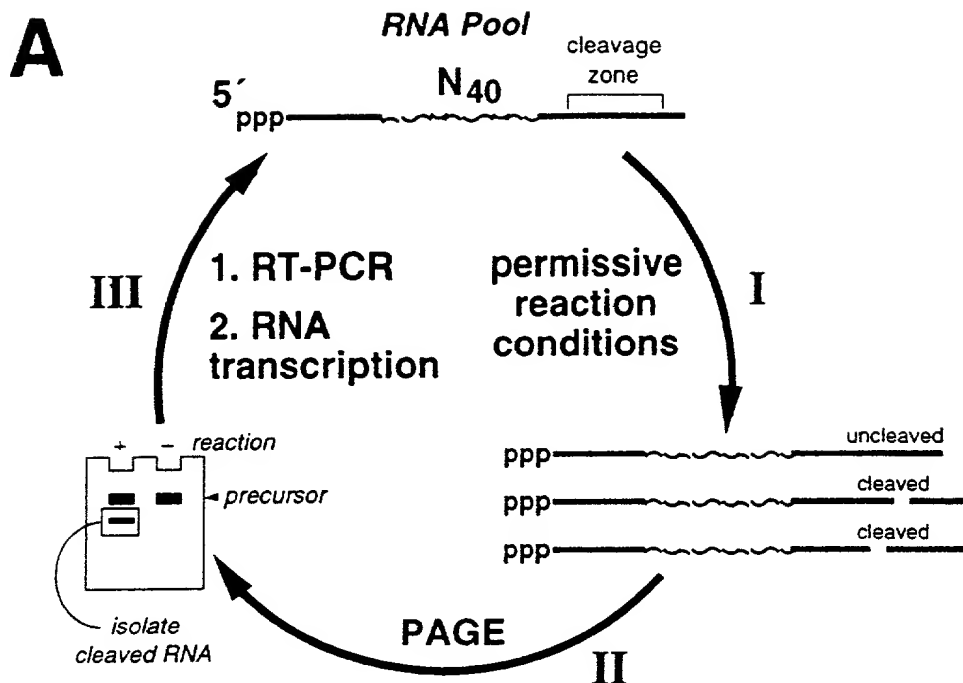 A
RNA Pool
cleavage
zone
5´
N40
ppp
1. RT-PCR
2. RNA
transcription
III
permissive
reaction
conditions
I
+ − reaction
precursor
isolate
cleaved RNA
ppp
uncleaved
ppp
cleaved
ppp
cleaved
PAGE
II